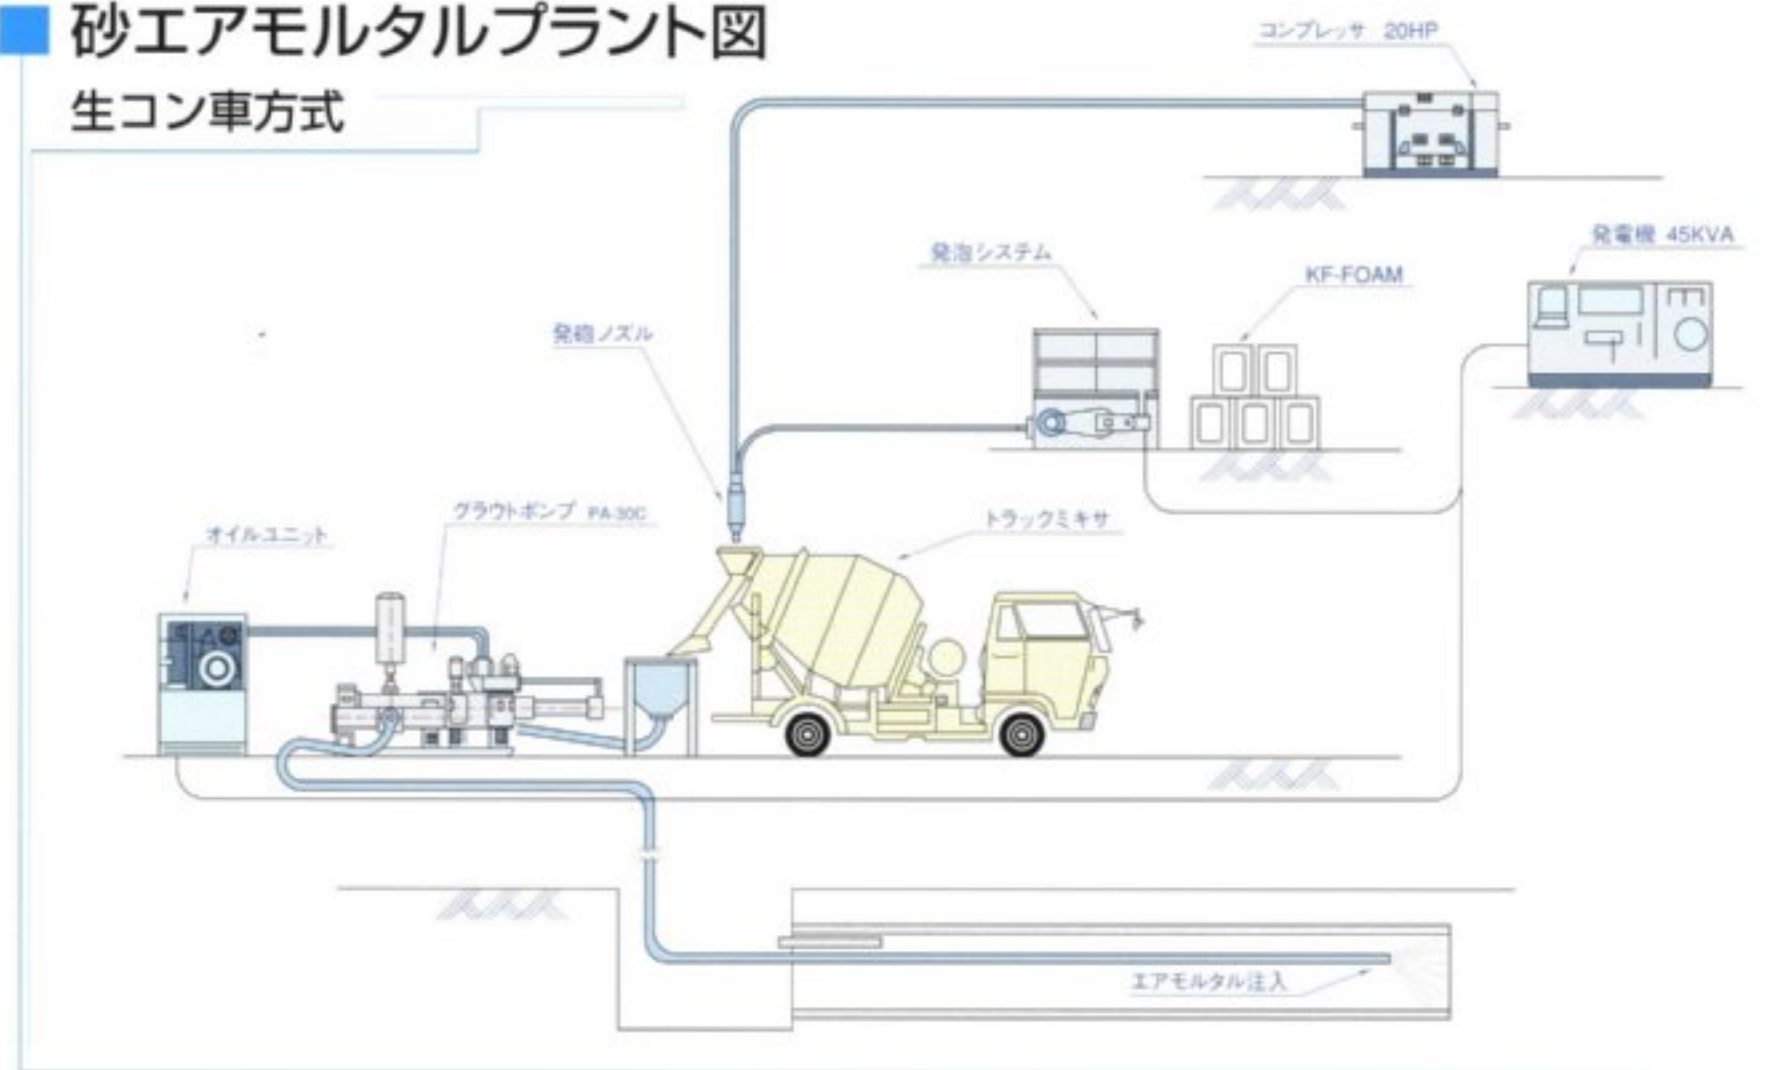 砂エアモルタルプラント図
生コン車方式
コンプレッサ 20HP
発電機 45KVA
発泡システム
KF-FOAM
発砲ノズル
グラウトポンプ PA-30C
トラックミキサ
オイルユニット
エアモルタル注入